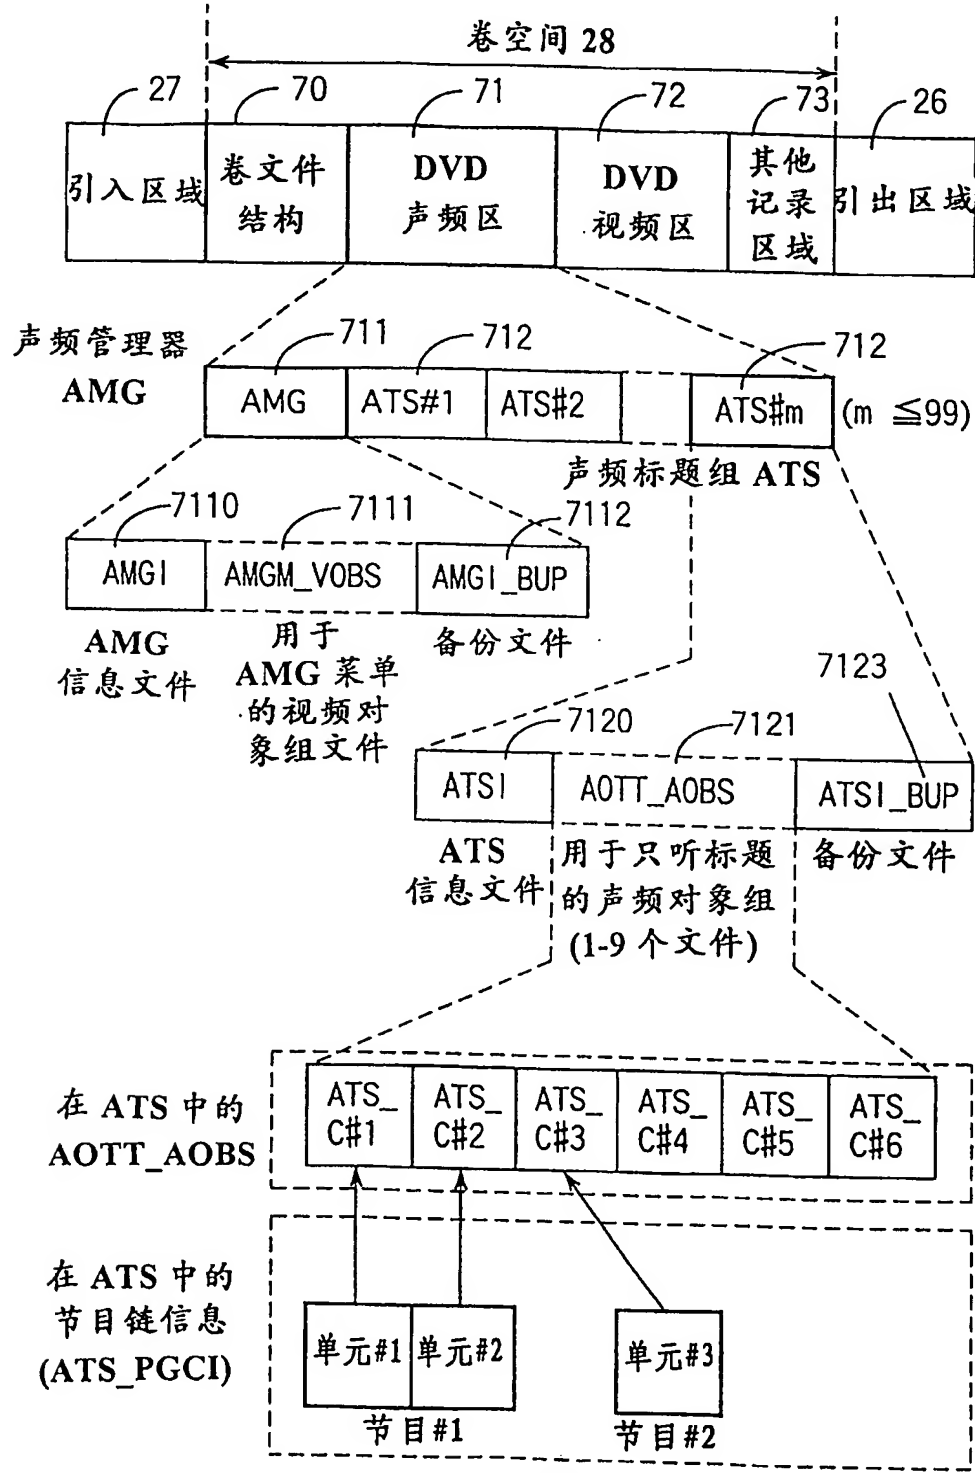 卷空间 28
27
70
71
72
73
26
引入区域
卷文件
结构
DVD
声频区
DVD
视频区
其他
记录
区域
引出区域
声频管理器
AMG
711
712
712
AMG
ATS#1
ATS#2
ATS#m
(m ≦99)
声频标题组 ATS
7110
7111
7112
AMGI
AMGM_VOBS
AMGI_BUP
AMG
信息文件
用于
AMG 菜单
的视频对
象组文件
备份文件
7120
7121
7123
ATSI
AOTT_AOBS
ATSI_BUP
ATS
信息文件
用于只听标题
的声频对象组
(1-9 个文件)
备份文件
在 ATS 中的
AOTT_AOBS
ATS_
C#1
ATS_
C#2
ATS_
C#3
ATS_
C#4
ATS_
C#5
ATS_
C#6
在 ATS 中的
节目链信息
(ATS_PGCI)
单元#1
单元#2
单元#3
节目#1
节目#2